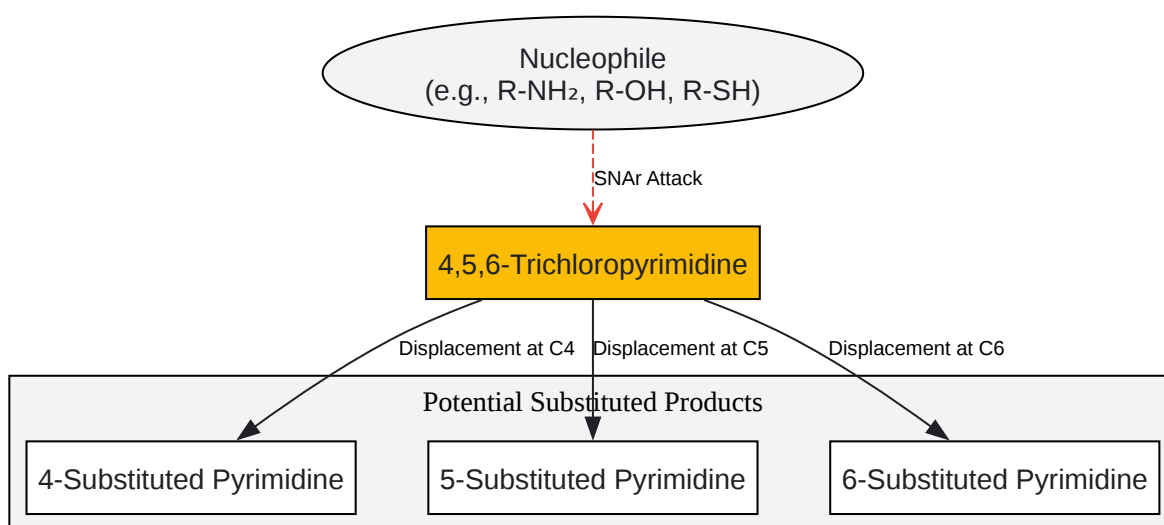 Nucleophile
(e.g., R-NH₂, R-OH, R-SH)
SNAr Attack
4,5,6-Trichloropyrimidine
Displacement at C4
Displacement at C5
Displacement at C6
Potential Substituted Products
4-Substituted Pyrimidine
5-Substituted Pyrimidine
6-Substituted Pyrimidine